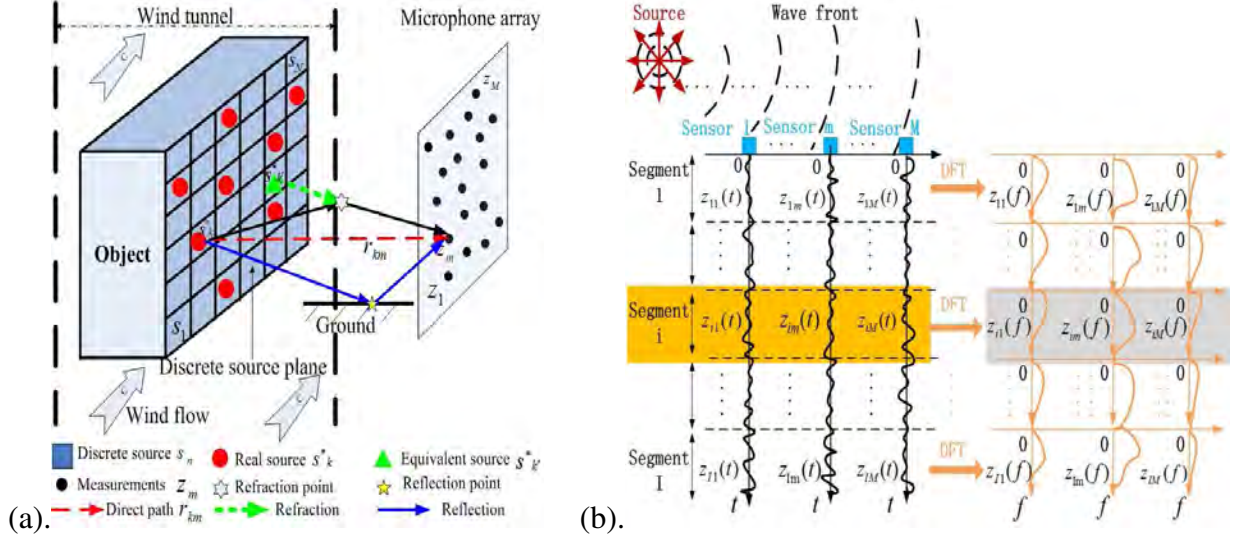 Wind tunnel
Microphone array
c
s_N
z_M
s*_k'
s*_k
Object
r_km
z_m
z_1
Ground
s_1
Discrete source plane
c
c
Wind flow
Discrete source s_n
Real source s*_k
Equivalent source s*_k'
Measurements z_m
Refraction point
Reflection point
Direct path r_km
Refraction
Reflection
(a).
Source
Wave front
Sensor 1 Sensor m Sensor M
Segment 1
0 0 0
z_11(t) z_1m(t) z_1M(t)
DFT
0 0 0
z_11(f) z_1m(f) z_1M(f)
Segment i
z_i1(t) z_im(t) z_iM(t)
DFT
0 0 0
z_i1(f) z_im(f) z_iM(f)
0 0 0
Segment I
z_I1(t) z_Im(t) z_IM(t)
DFT
0 0 0
z_I1(f) z_Im(f) z_IM(f)
t t t
f f f
(b).